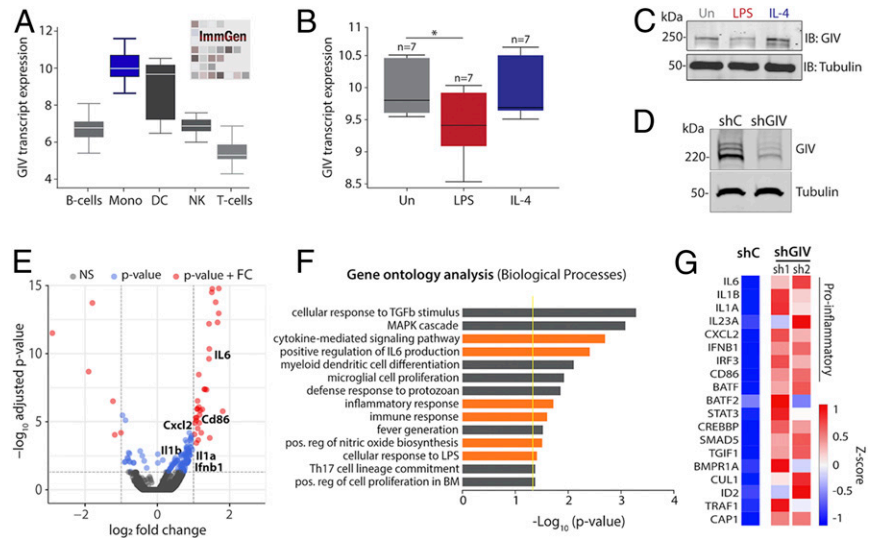 A
ImmGen
GIV transcript expression
12
10
8
6
4
B-cells Mono DC NK T-cells
B
GIV transcript expression
11
10.5
10
9.5
9
8.5
n=7
*
n=7
n=7
Un LPS IL-4
C
kDa Un LPS IL-4
250 IB: GIV
50 IB: Tubulin
D
kDa shC shGIV
220 GIV
50 Tubulin
E
NS p-value p-value + FC
-log10 adjusted p-value
15
10
5
0
IL6
Cd86
Cxcl2
Il1b
Il1a
Ifnb1
-2 0 2
log2 fold change
F
Gene ontology analysis (Biological Processes)
cellular response to TGFb stimulus
MAPK cascade
cytokine-mediated signaling pathway
positive regulation of IL6 production
myeloid dendritic cell differentiation
microglial cell proliferation
defense response to protozoan
inflammatory response
immune response
fever generation
pos. reg of nitric oxide biosynthesis
cellular response to LPS
Th17 cell lineage commitment
pos. reg of cell proliferation in BM
0 1 2 3 4
-Log10 (p-value)
G
shC shGIV
sh1 sh2
IL6
IL1B
IL1A
IL23A
CXCL2
IFNB1
IRF3
CD86
BATF
BATF2
STAT3
CREBBP
SMAD5
TGIF1
BMPR1A
CUL1
ID2
TRAF1
CAP1
Pro-inflammatory
1
0.5
0
-0.5
-1
Z-score